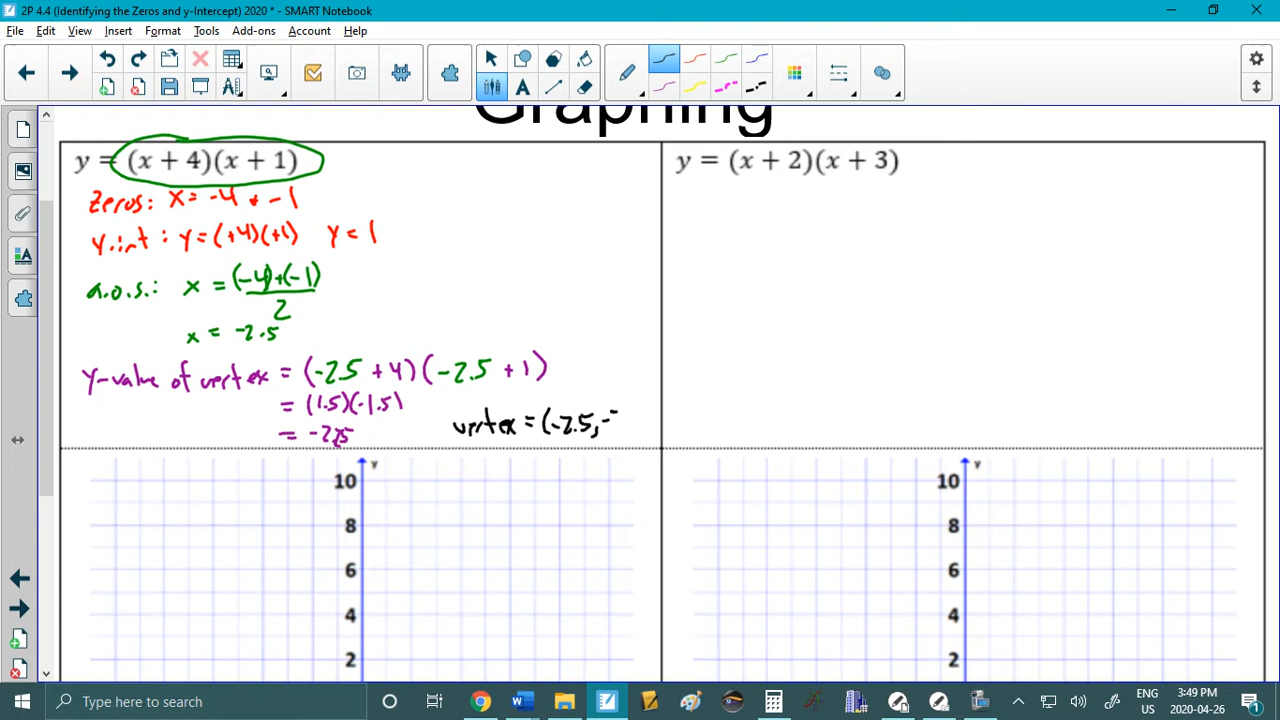 2P 4.4 (Identifying the Zeros and y-Intercept) 2020 * - SMART Notebook
File Edit View Insert Format Tools Add-ons Account Help
Graphing
y = (x + 4)(x + 1)
Zeros: x = -4 + -1
y.int : y = (+4)(+1) y = 1
a.o.s.: x = (-4)+(-1)
2
x = -2.5
y-value of vertex = (-2.5 + 4)(-2.5 + 1)
= (1.5)(-1.5)
= -2.25
vertex = (-2.5, -
y
10
8
6
4
2
y = (x + 2)(x + 3)
y
10
8
6
4
2
Type here to search
ENG
US
3:49 PM
2020-04-26